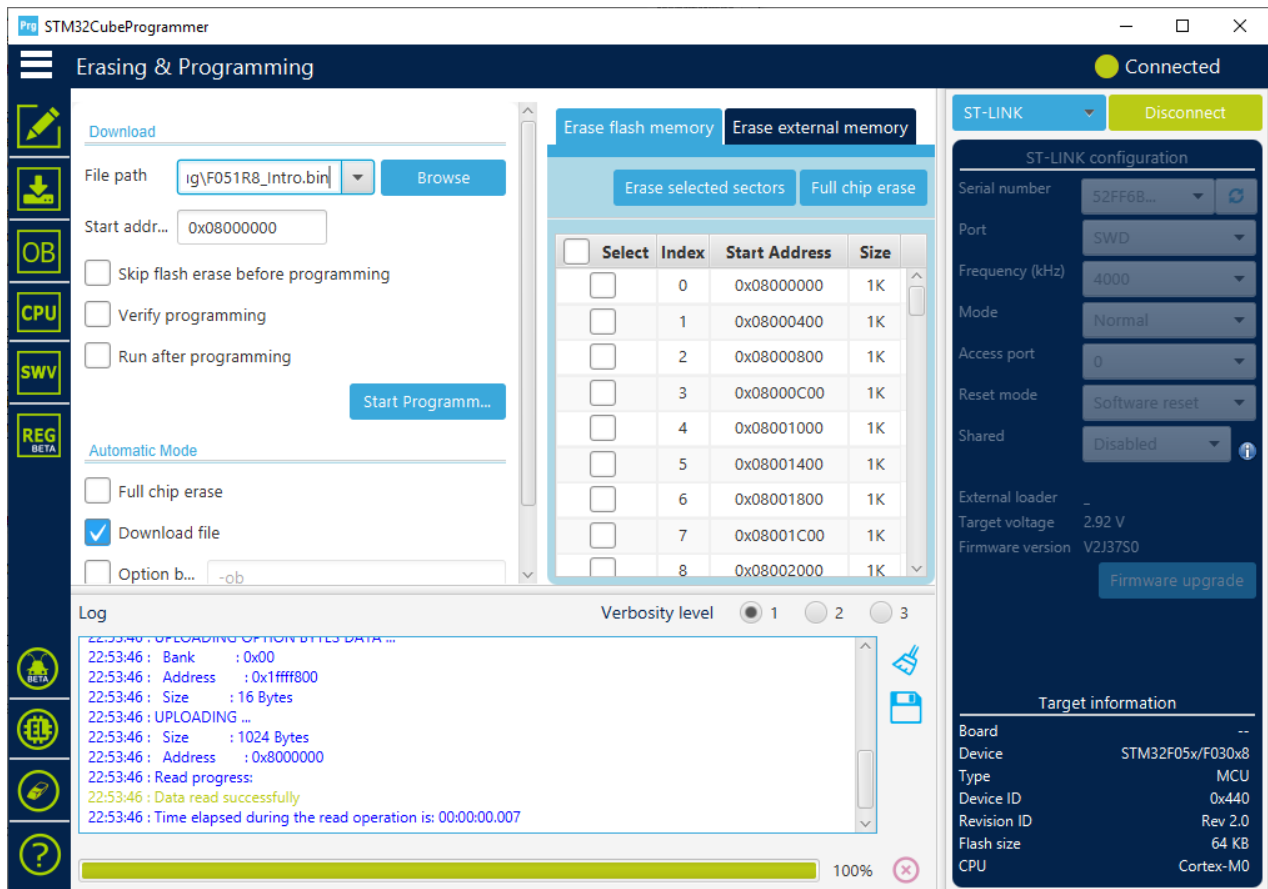 Prg STM32CubeProgrammer
Erasing & Programming
Connected
OB
CPU
SWV
REG
BETA
BETA
Download
File path ıg\F051R8_Intro.bin Browse
Start addr... 0x08000000
Skip flash erase before programming
Verify programming
Run after programming
Start Programm...
Automatic Mode
Full chip erase
Download file
Option b... -ob
Erase flash memory Erase external memory
Erase selected sectors Full chip erase
Select Index Start Address Size
0 0x08000000 1K
1 0x08000400 1K
2 0x08000800 1K
3 0x08000C00 1K
4 0x08001000 1K
5 0x08001400 1K
6 0x08001800 1K
7 0x08001C00 1K
8 0x08002000 1K
Log Verbosity level 1 2 3
22:53:46 : UPLOADING OPTION BYTES DATA ...
22:53:46 : Bank : 0x00
22:53:46 : Address : 0x1ffff800
22:53:46 : Size : 16 Bytes
22:53:46 : UPLOADING ...
22:53:46 : Size : 1024 Bytes
22:53:46 : Address : 0x8000000
22:53:46 : Read progress:
22:53:46 : Data read successfully
22:53:46 : Time elapsed during the read operation is: 00:00:00.007
100%
ST-LINK Disconnect
ST-LINK configuration
Serial number 52FF6B...
Port SWD
Frequency (kHz) 4000
Mode Normal
Access port 0
Reset mode Software reset
Shared Disabled
External loader _
Target voltage 2.92 V
Firmware version V2J37S0
Firmware upgrade
Target information
Board --
Device STM32F05x/F030x8
Type MCU
Device ID 0x440
Revision ID Rev 2.0
Flash size 64 KB
CPU Cortex-M0